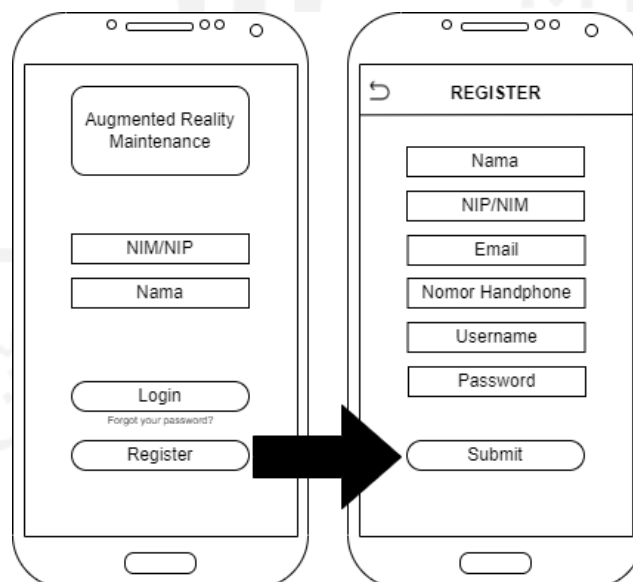 Augmented Reality
Maintenance
NIM/NIP
Nama
Login
Forgot your password?
Register
REGISTER
Nama
NIP/NIM
Email
Nomor Handphone
Username
Password
Submit